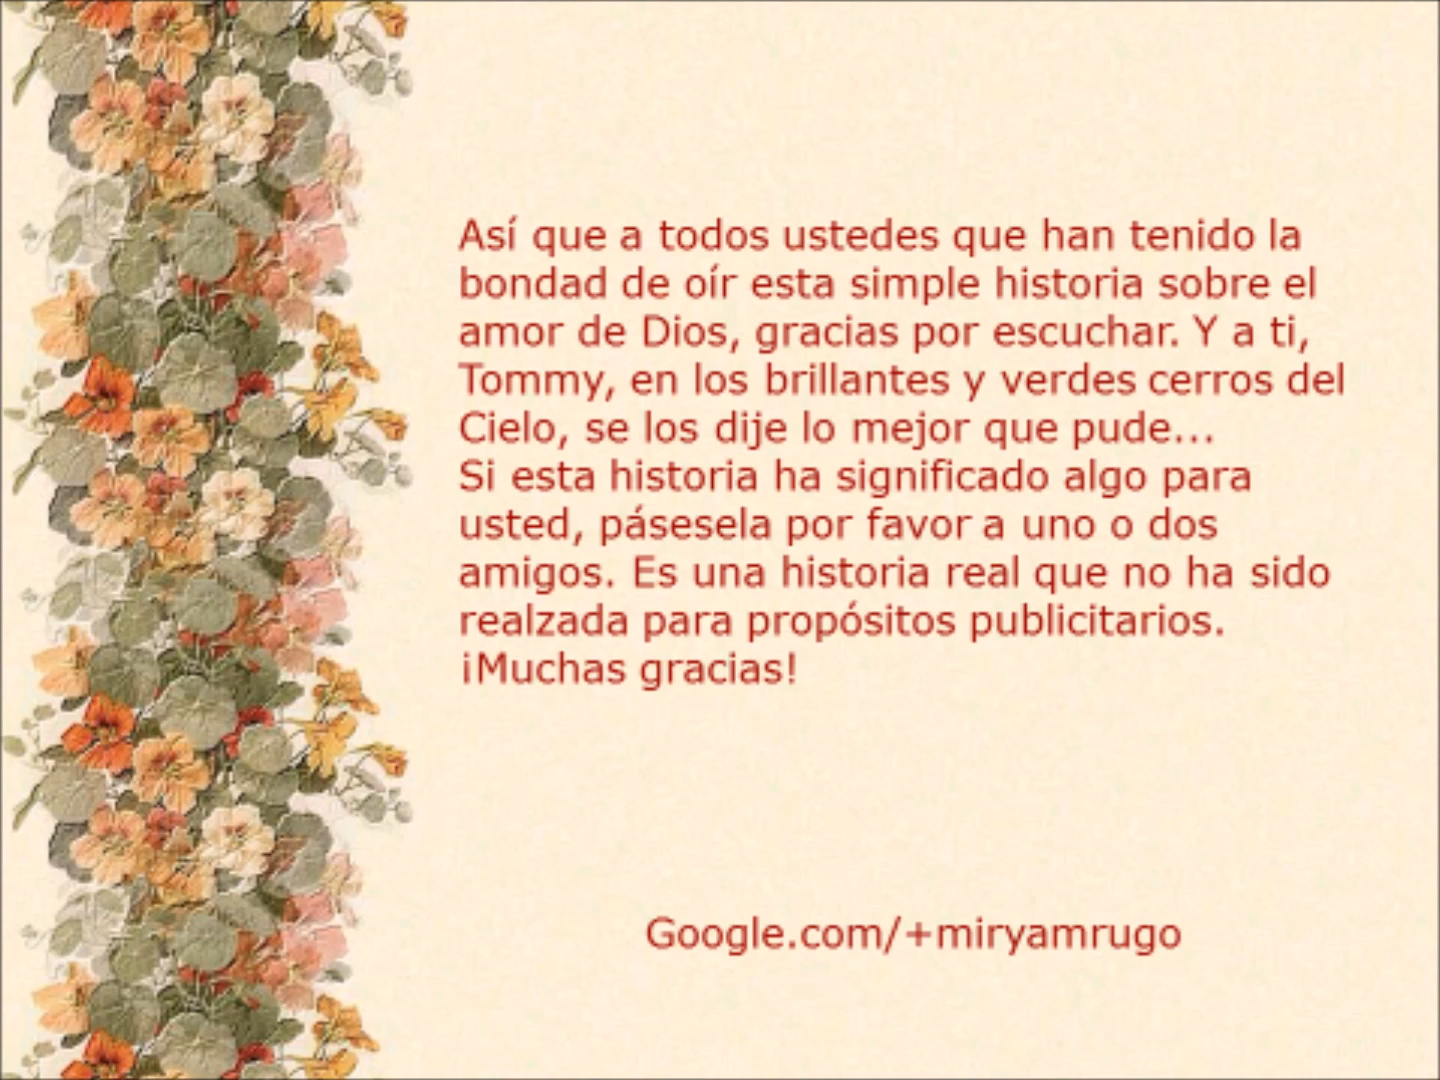 Así que a todos ustedes que han tenido la
bondad de oír esta simple historia sobre el
amor de Dios, gracias por escuchar. Y a ti,
Tommy, en los brillantes y verdes cerros del
Cielo, se los dije lo mejor que pude...
Si esta historia ha significado algo para
usted, pásesela por favor a uno o dos
amigos. Es una historia real que no ha sido
realzada para propósitos publicitarios.
¡Muchas gracias!
Google.com/+miryamrugo